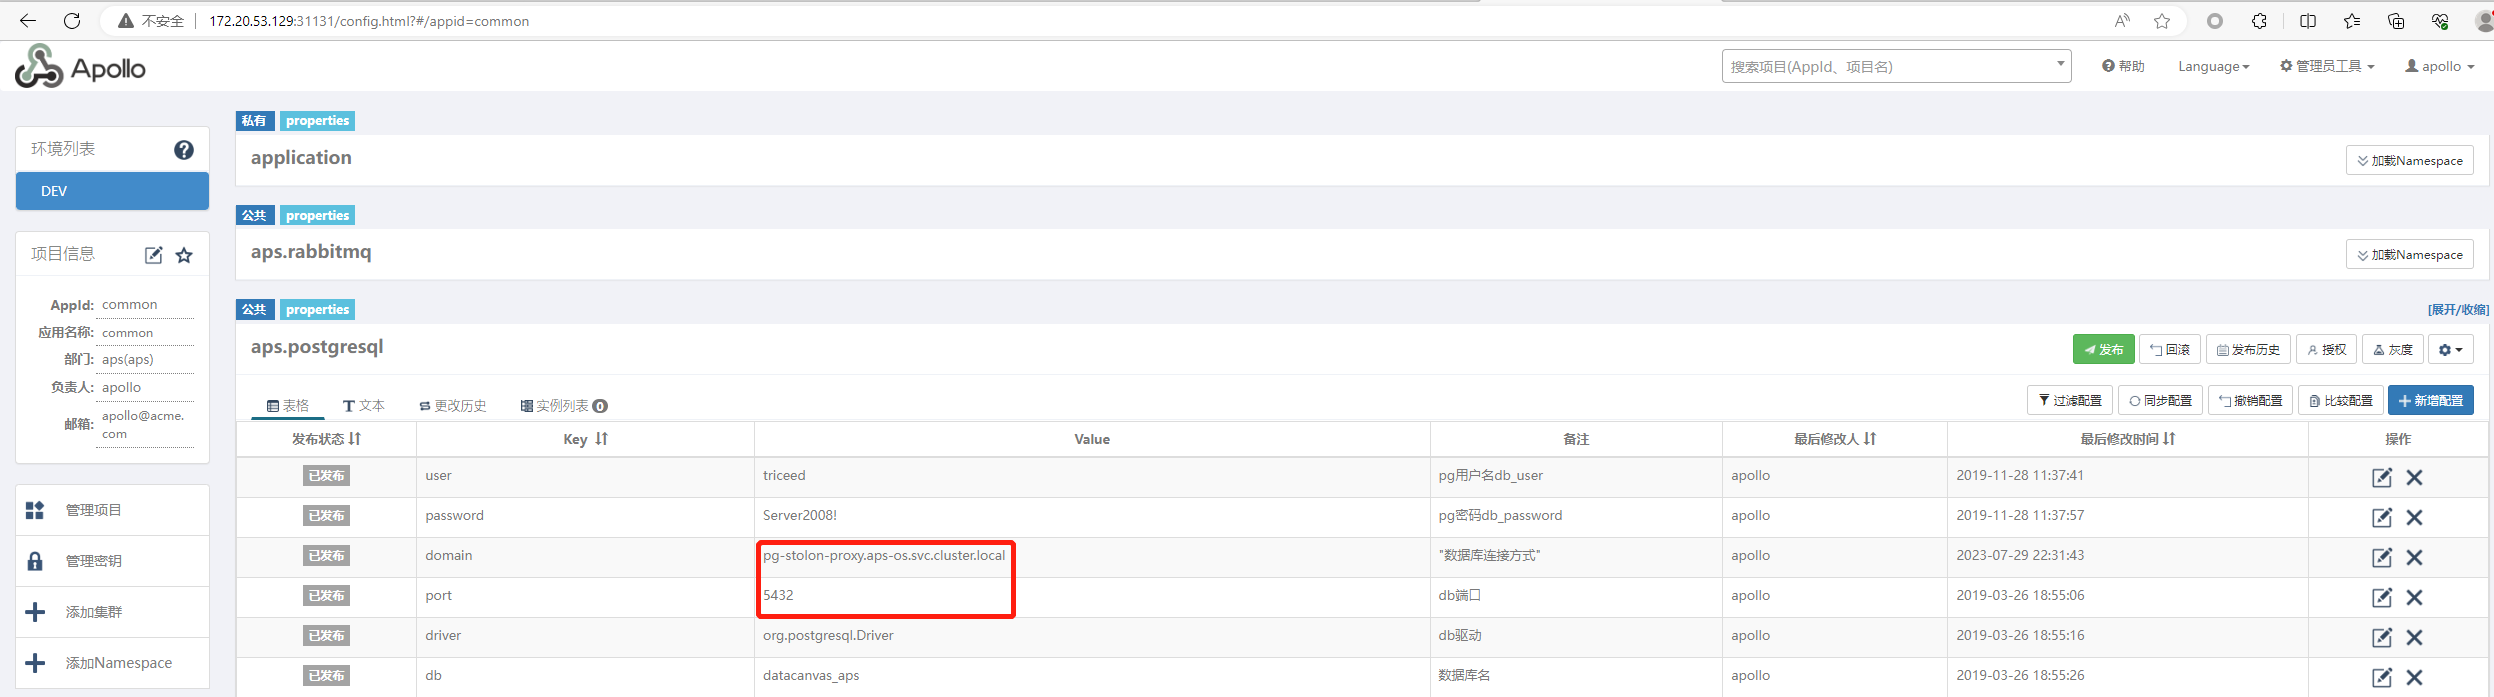 不安全 172.20.53.129:31131/config.html?#/appid=common
Apollo
搜索项目(AppId、项目名) 帮助 Language 管理员工具 apollo
环境列表
DEV
项目信息
AppId: common
应用名称: common
部门: aps(aps)
负责人: apollo
邮箱: apollo@acme.
com
管理项目
管理密钥
添加集群
添加Namespace
私有 properties
application 加载Namespace
公共 properties
aps.rabbitmq 加载Namespace
公共 properties [展开/收缩]
aps.postgresql 发布 回滚 发布历史 授权 灰度
表格 文本 更改历史 实例列表 0 过滤配置 同步配置 撤销配置 比较配置 新增配置
发布状态 Key Value 备注 最后修改人 最后修改时间 操作
已发布 user triceed pg用户名db_user apollo 2019-11-28 11:37:41
已发布 password Server2008! pg密码db_password apollo 2019-11-28 11:37:57
已发布 domain pg-stolon-proxy.aps-os.svc.cluster.local "数据库连接方式" apollo 2023-07-29 22:31:43
已发布 port 5432 db端口 apollo 2019-03-26 18:55:06
已发布 driver org.postgresql.Driver db驱动 apollo 2019-03-26 18:55:16
已发布 db datacanvas_aps 数据库名 apollo 2019-03-26 18:55:26